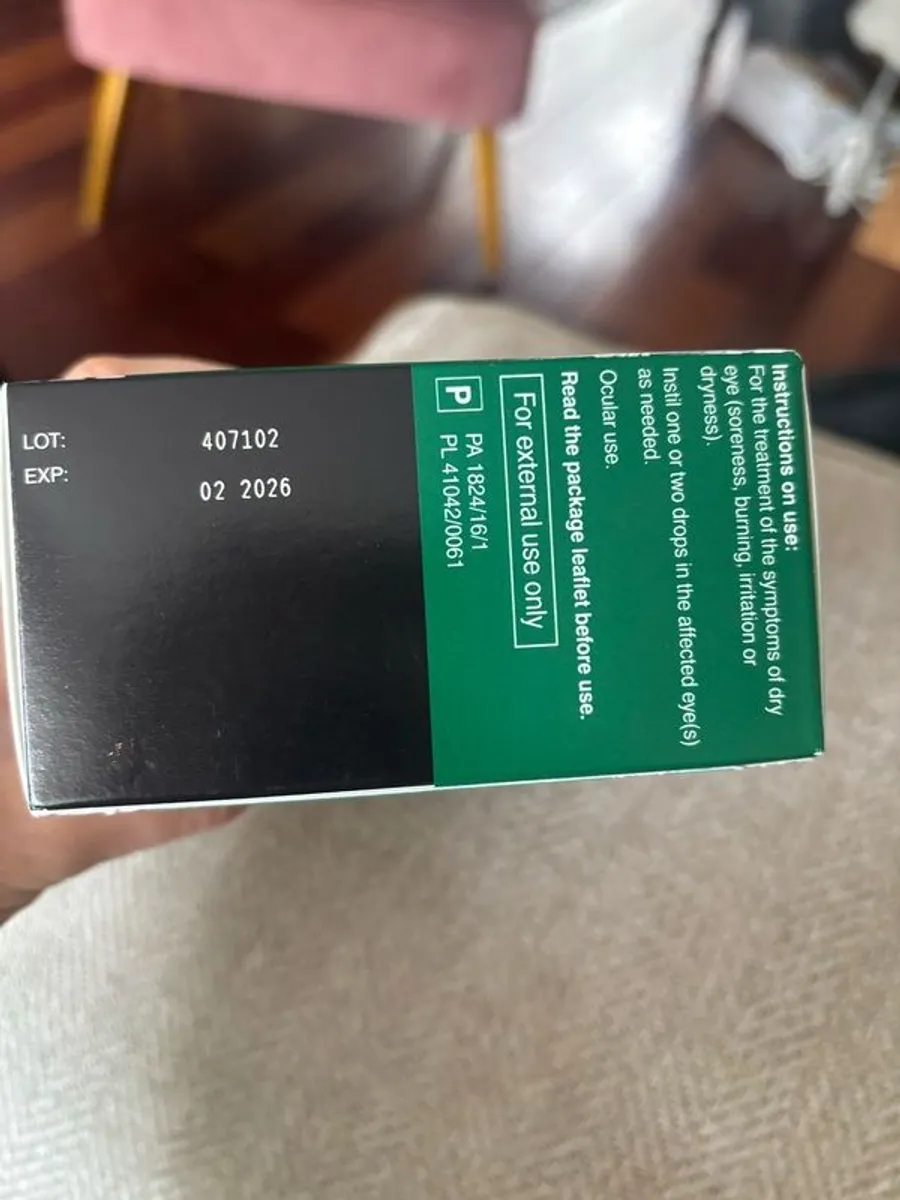 LOT: 407102
EXP: 02 2026
Instructions on use:
For the treatment of the symptoms of dry
eye (soreness, burning, irritation or
dryness).
Instil one or two drops in the affected eye(s)
as needed.
Ocular use.
Read the package leaflet before use.
For external use only
P PA 1824/16/1
PL 41042/0061